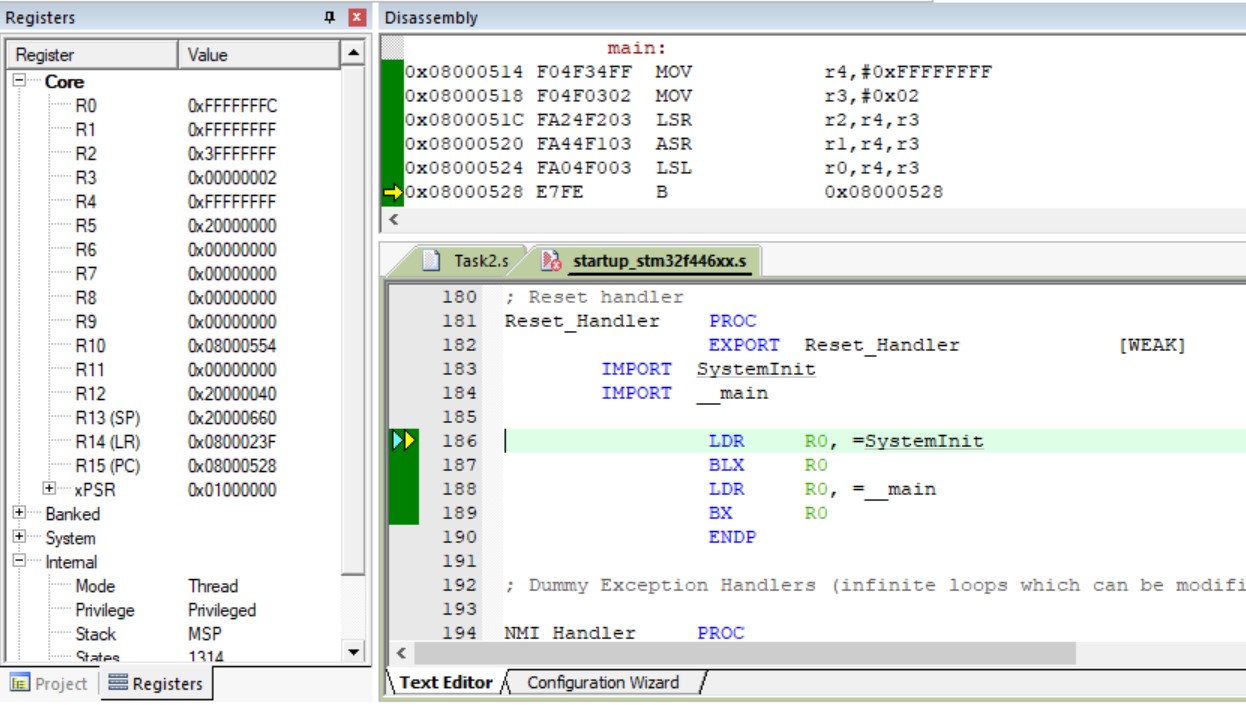 Registers
Register Value
Core
R0 0xFFFFFFFC
R1 0xFFFFFFFF
R2 0x3FFFFFFF
R3 0x00000002
R4 0xFFFFFFFF
R5 0x20000000
R6 0x00000000
R7 0x00000000
R8 0x00000000
R9 0x00000000
R10 0x08000554
R11 0x00000000
R12 0x20000040
R13 (SP) 0x20000660
R14 (LR) 0x0800023F
R15 (PC) 0x08000528
xPSR 0x01000000
Banked
System
Internal
Mode Thread
Privilege Privileged
Stack MSP
States 1314
Project Registers
Disassembly
main:
0x08000514 F04F34FF MOV r4,#0xFFFFFFFF
0x08000518 F04F0302 MOV r3,#0x02
0x0800051C FA24F203 LSR r2,r4,r3
0x08000520 FA44F103 ASR r1,r4,r3
0x08000524 FA04F003 LSL r0,r4,r3
0x08000528 E7FE B 0x08000528
Task2.s startup_stm32f446xx.s
180 ; Reset handler
181 Reset_Handler PROC
182 EXPORT Reset_Handler [WEAK]
183 IMPORT SystemInit
184 IMPORT __main
185
186 LDR R0, =SystemInit
187 BLX R0
188 LDR R0, =__main
189 BX R0
190 ENDP
191
192 ; Dummy Exception Handlers (infinite loops which can be modifi
193
194 NMI_Handler PROC
Text Editor Configuration Wizard